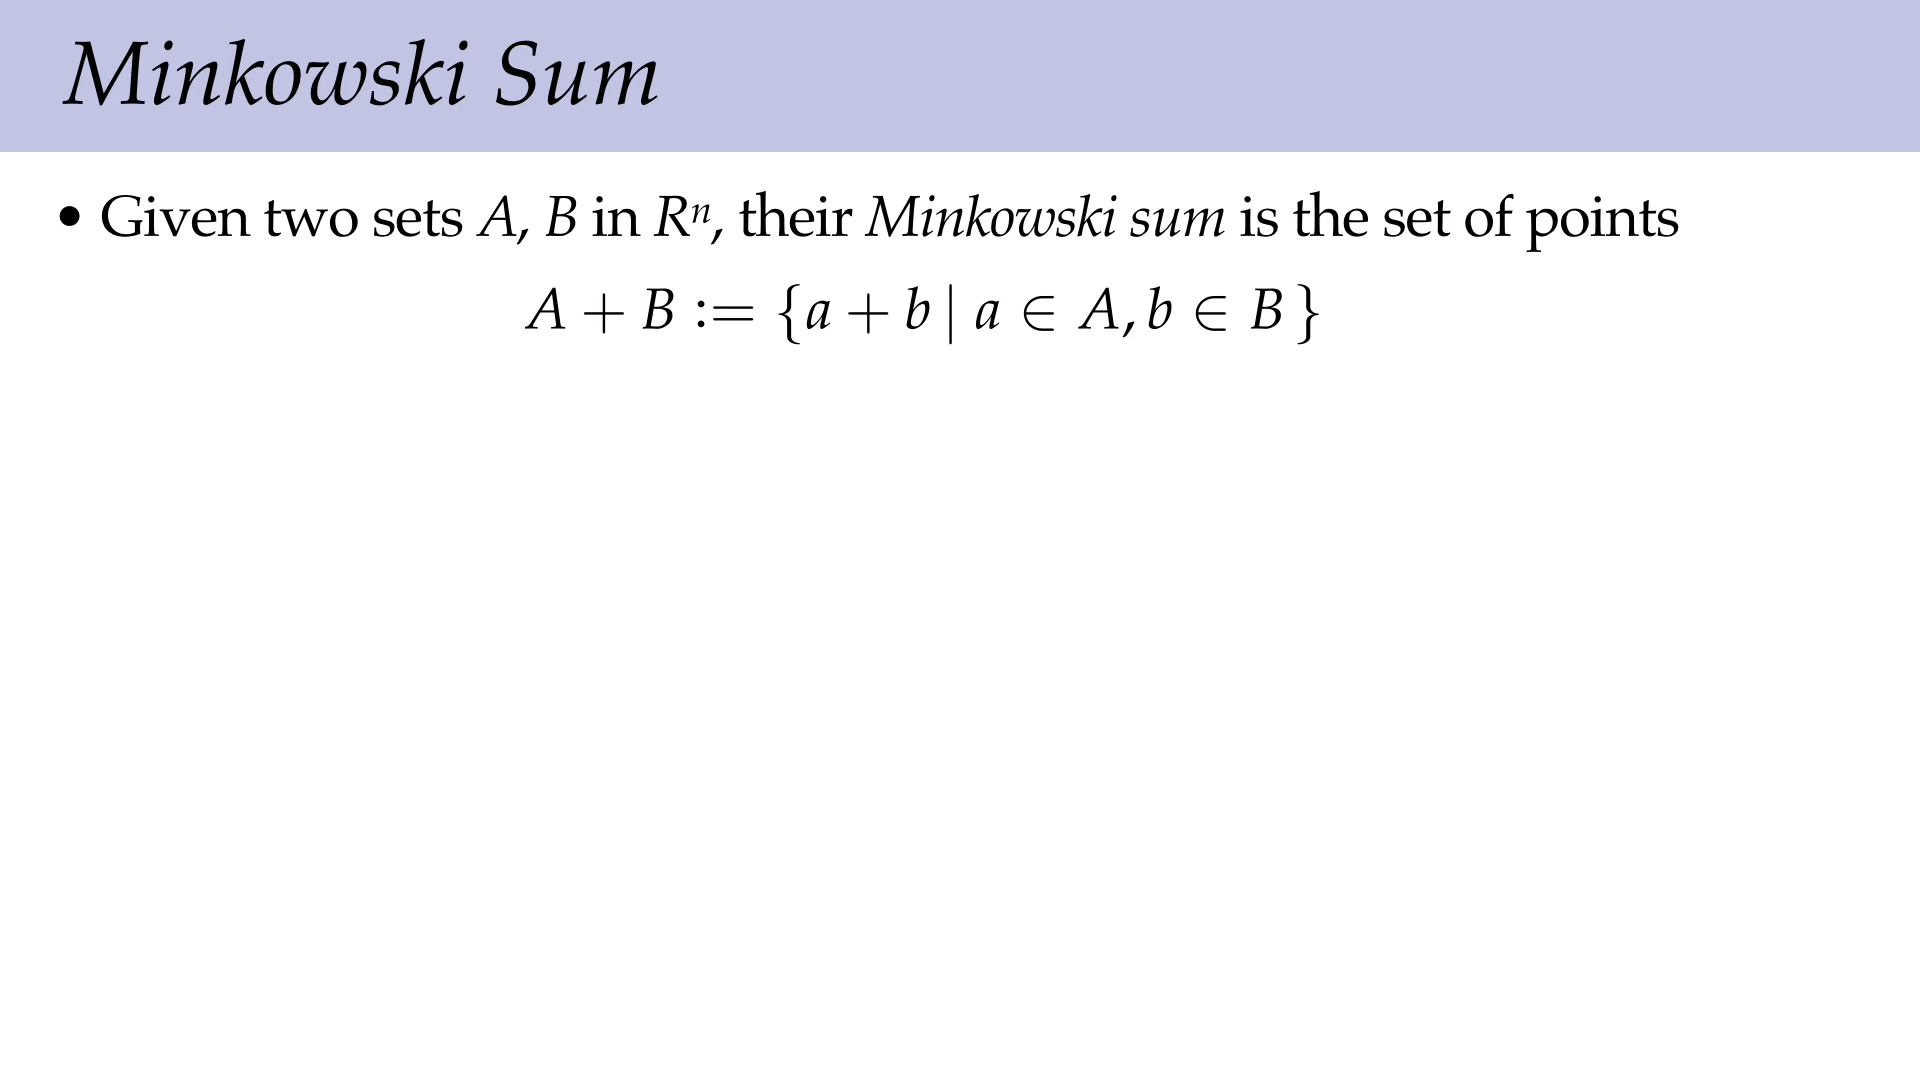 Minkowski Sum
• Given two sets A, B in Rⁿ, their Minkowski sum is the set of points
A + B := {a + b | a ∈ A, b ∈ B}